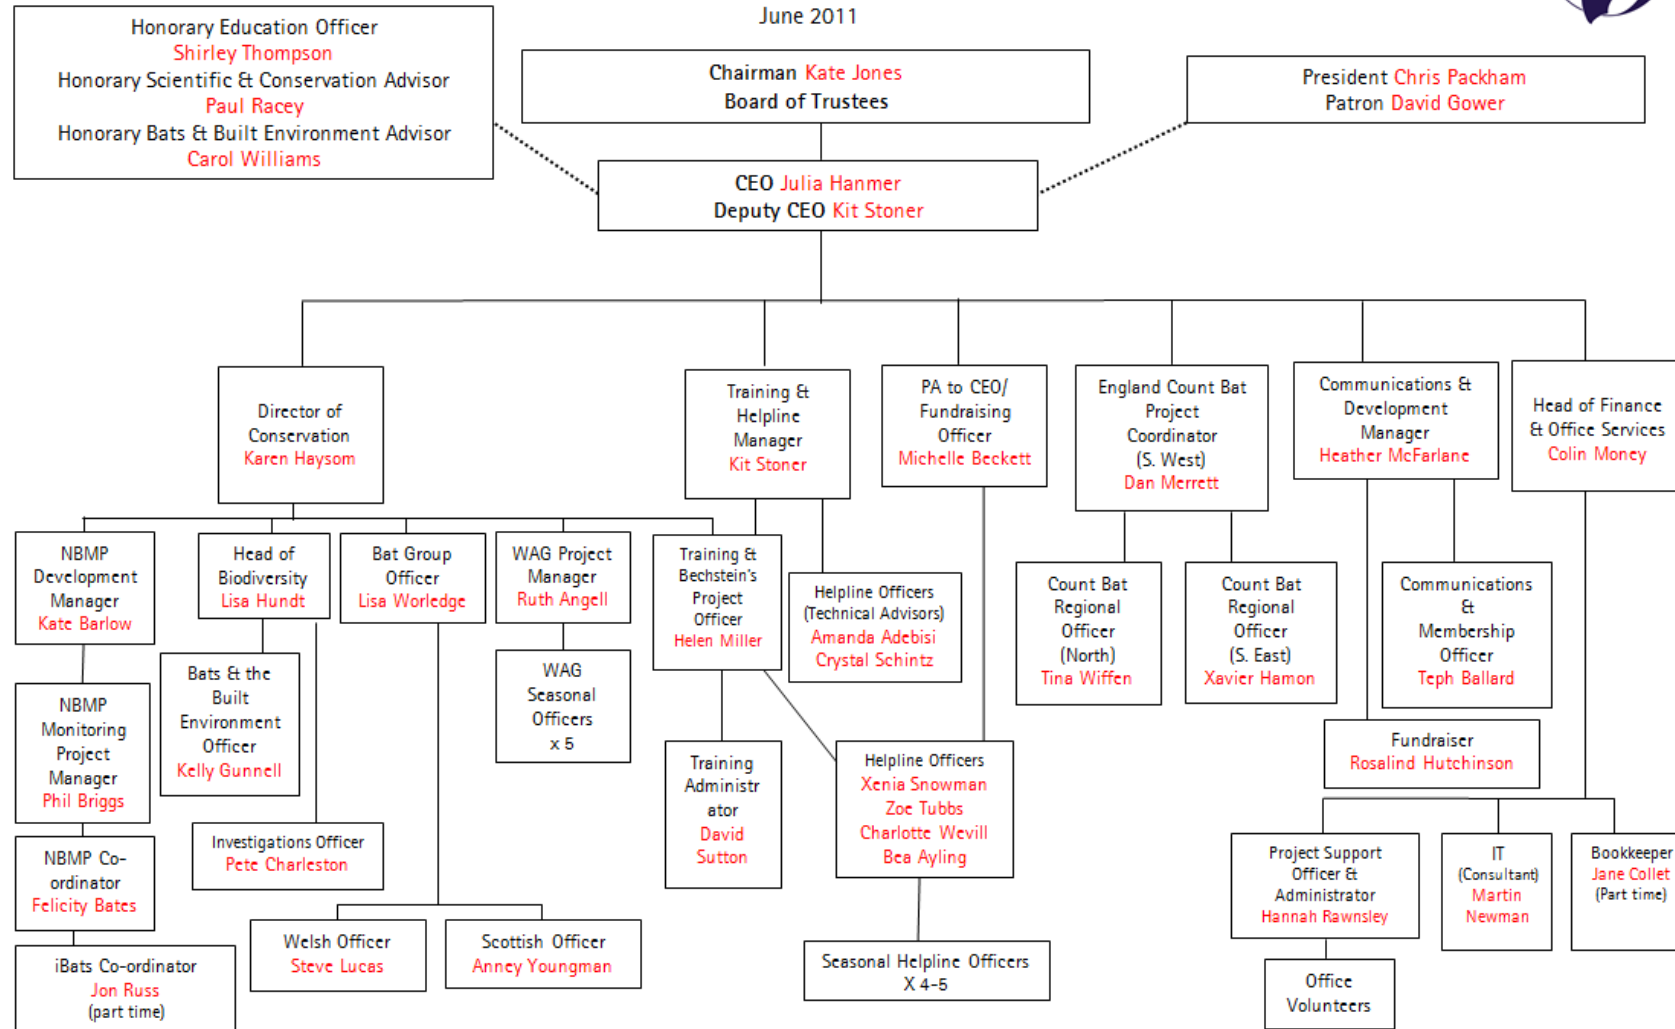 June 2011
Honorary Education Officer
Shirley Thompson
Honorary Scientific & Conservation Advisor
Paul Racey
Honorary Bats & Built Environment Advisor
Carol Williams
Chairman Kate Jones
Board of Trustees
President Chris Packham
Patron David Gower
CEO Julia Hanmer
Deputy CEO Kit Stoner
Director of
Conservation
Karen Haysom
Training &
Helpline
Manager
Kit Stoner
PA to CEO/
Fundraising
Officer
Michelle Beckett
England Count Bat
Project
Coordinator
(S. West)
Dan Merrett
Communications &
Development
Manager
Heather McFarlane
Head of Finance
& Office Services
Colin Money
NBMP
Development
Manager
Kate Barlow
Head of
Biodiversity
Lisa Hundt
Bat Group
Officer
Lisa Worledge
WAG Project
Manager
Ruth Angell
Training &
Bechstein's
Project
Officer
Helen Miller
Helpline Officers
(Technical Advisors)
Amanda Adebisi
Crystal Schintz
Count Bat
Regional
Officer
(North)
Tina Wiffen
Count Bat
Regional
Officer
(S. East)
Xavier Hamon
Communications
&
Membership
Officer
Teph Ballard
NBMP
Monitoring
Project
Manager
Phil Briggs
Bats & the
Built
Environment
Officer
Kelly Gunnell
WAG
Seasonal
Officers
x 5
Training
Administr
ator
David
Sutton
Helpline Officers
Xenia Snowman
Zoe Tubbs
Charlotte Wevill
Bea Ayling
Fundraiser
Rosalind Hutchinson
NBMP Co-
ordinator
Felicity Bates
Investigations Officer
Pete Charleston
Project Support
Officer &
Administrator
Hannah Rawnsley
IT
(Consultant)
Martin
Newman
Bookkeeper
Jane Collet
(Part time)
iBats Co-ordinator
Jon Russ
(part time)
Welsh Officer
Steve Lucas
Scottish Officer
Anney Youngman
Seasonal Helpline Officers
X 4-5
Office
Volunteers